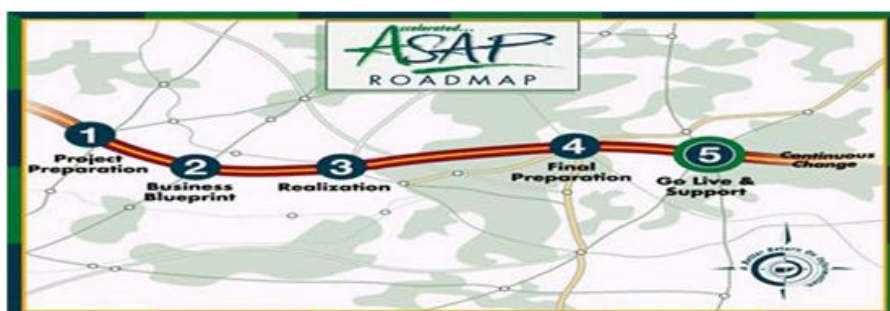 Accelerated...
ASAP
ROADMAP
1
Project
Preparation
2
Business
Blueprint
3
Realization
4
Final
Preparation
5
Go Live &
Support
Continuous
Change